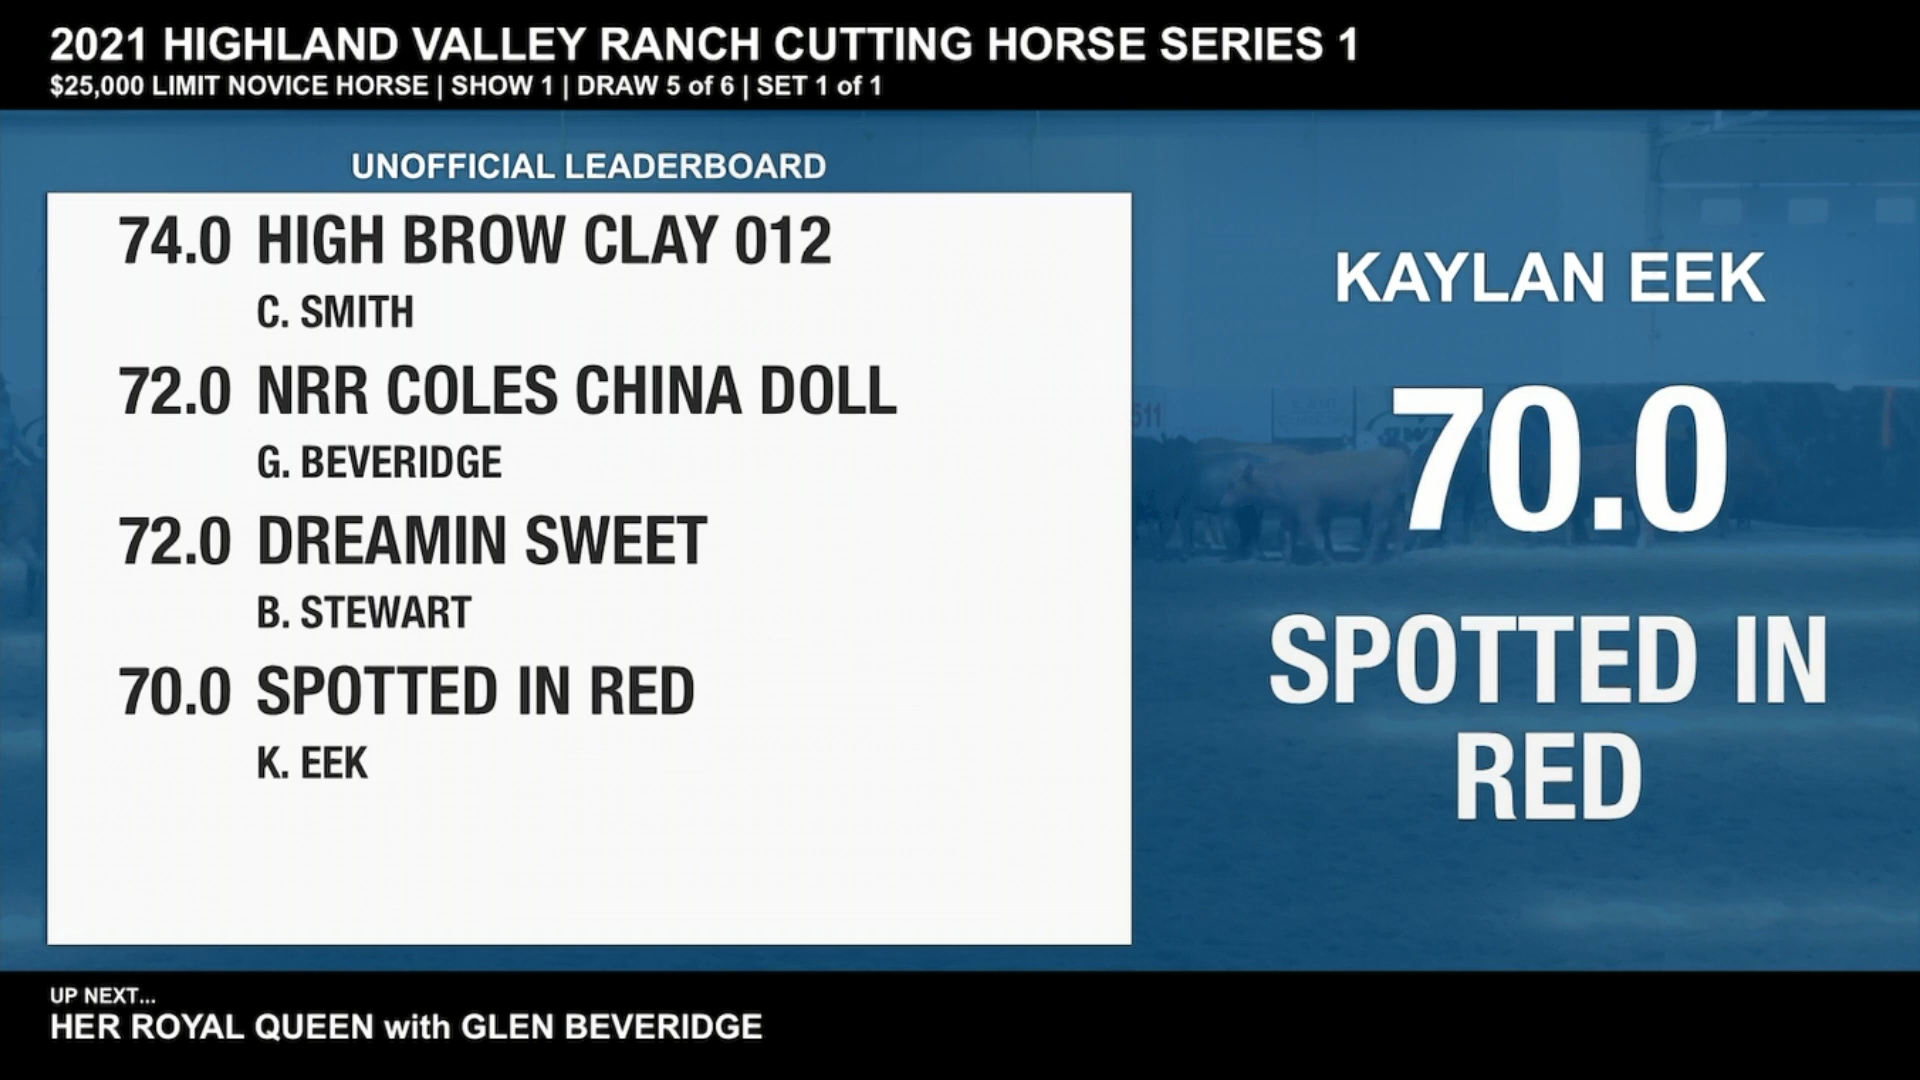 2021 HIGHLAND VALLEY RANCH CUTTING HORSE SERIES 1
$25,000 LIMIT NOVICE HORSE | SHOW 1 | DRAW 5 of 6 | SET 1 of 1
UNOFFICIAL LEADERBOARD
74.0 HIGH BROW CLAY 012
C. SMITH
72.0 NRR COLES CHINA DOLL
G. BEVERIDGE
72.0 DREAMIN SWEET
B. STEWART
70.0 SPOTTED IN RED
K. EEK
KAYLAN EEK
70.0
SPOTTED IN
RED
UP NEXT...
HER ROYAL QUEEN with GLEN BEVERIDGE